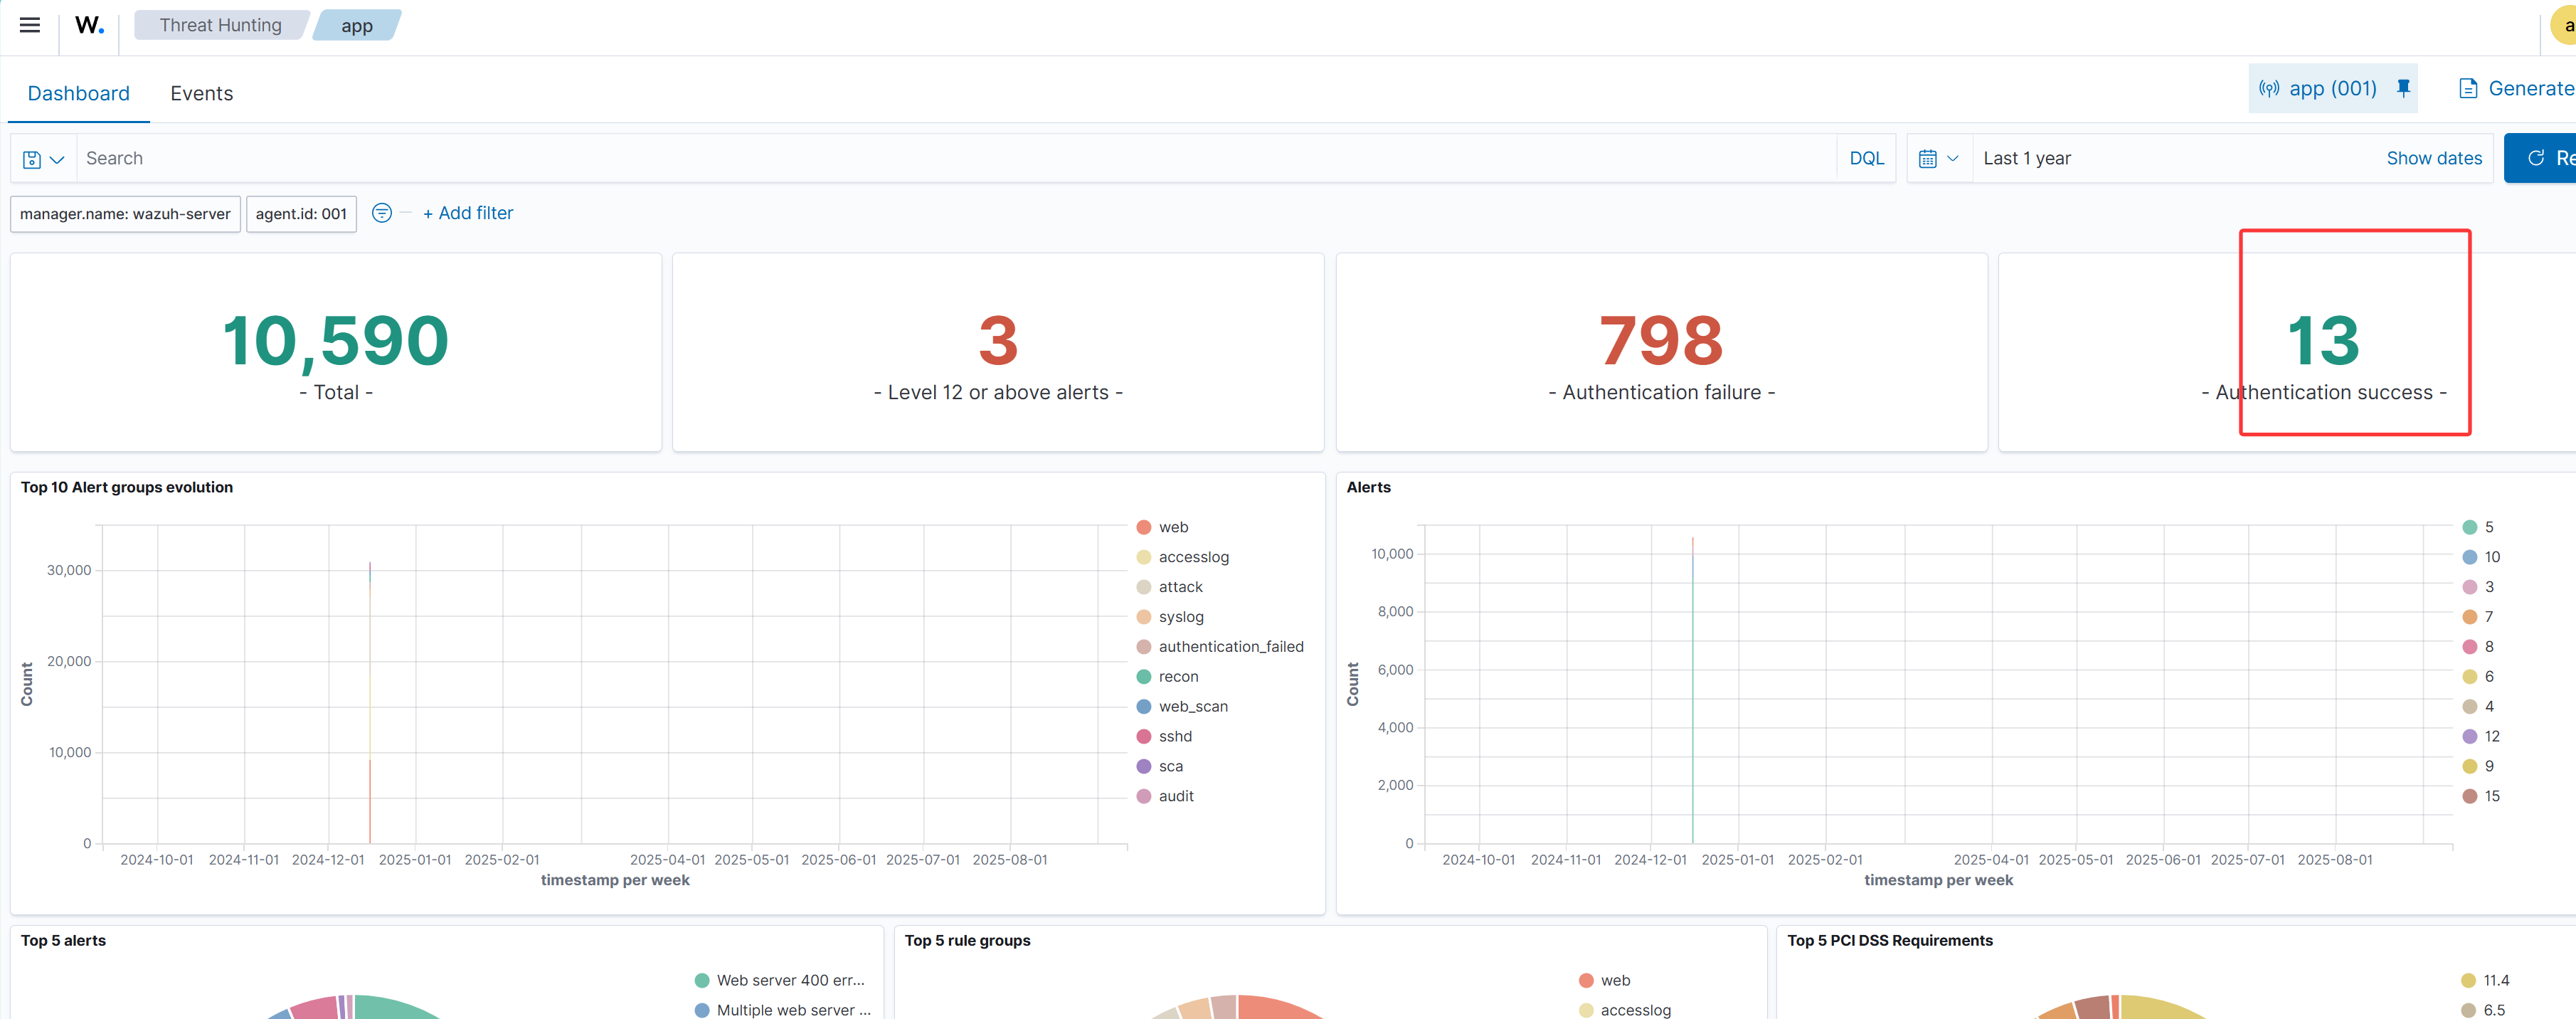 W. Threat Hunting app a
Dashboard Events app (001) Generate
Search DQL Last 1 year Show dates Re
manager.name: wazuh-server agent.id: 001 + Add filter
10,590
- Total -
3
- Level 12 or above alerts -
798
- Authentication failure -
13
- Authentication success -
Top 10 Alert groups evolution
Count
30,000
20,000
10,000
0
2024-10-01 2024-11-01 2024-12-01 2025-01-01 2025-02-01 2025-04-01 2025-05-01 2025-06-01 2025-07-01 2025-08-01
timestamp per week
web
accesslog
attack
syslog
authentication_failed
recon
web_scan
sshd
sca
audit
Alerts
Count
10,000
8,000
6,000
4,000
2,000
0
2024-10-01 2024-11-01 2024-12-01 2025-01-01 2025-02-01 2025-04-01 2025-05-01 2025-06-01 2025-07-01 2025-08-01
timestamp per week
5
10
3
7
8
6
4
12
9
15
Top 5 alerts
Web server 400 err...
Multiple web server ...
Top 5 rule groups
web
accesslog
Top 5 PCI DSS Requirements
11.4
6.5